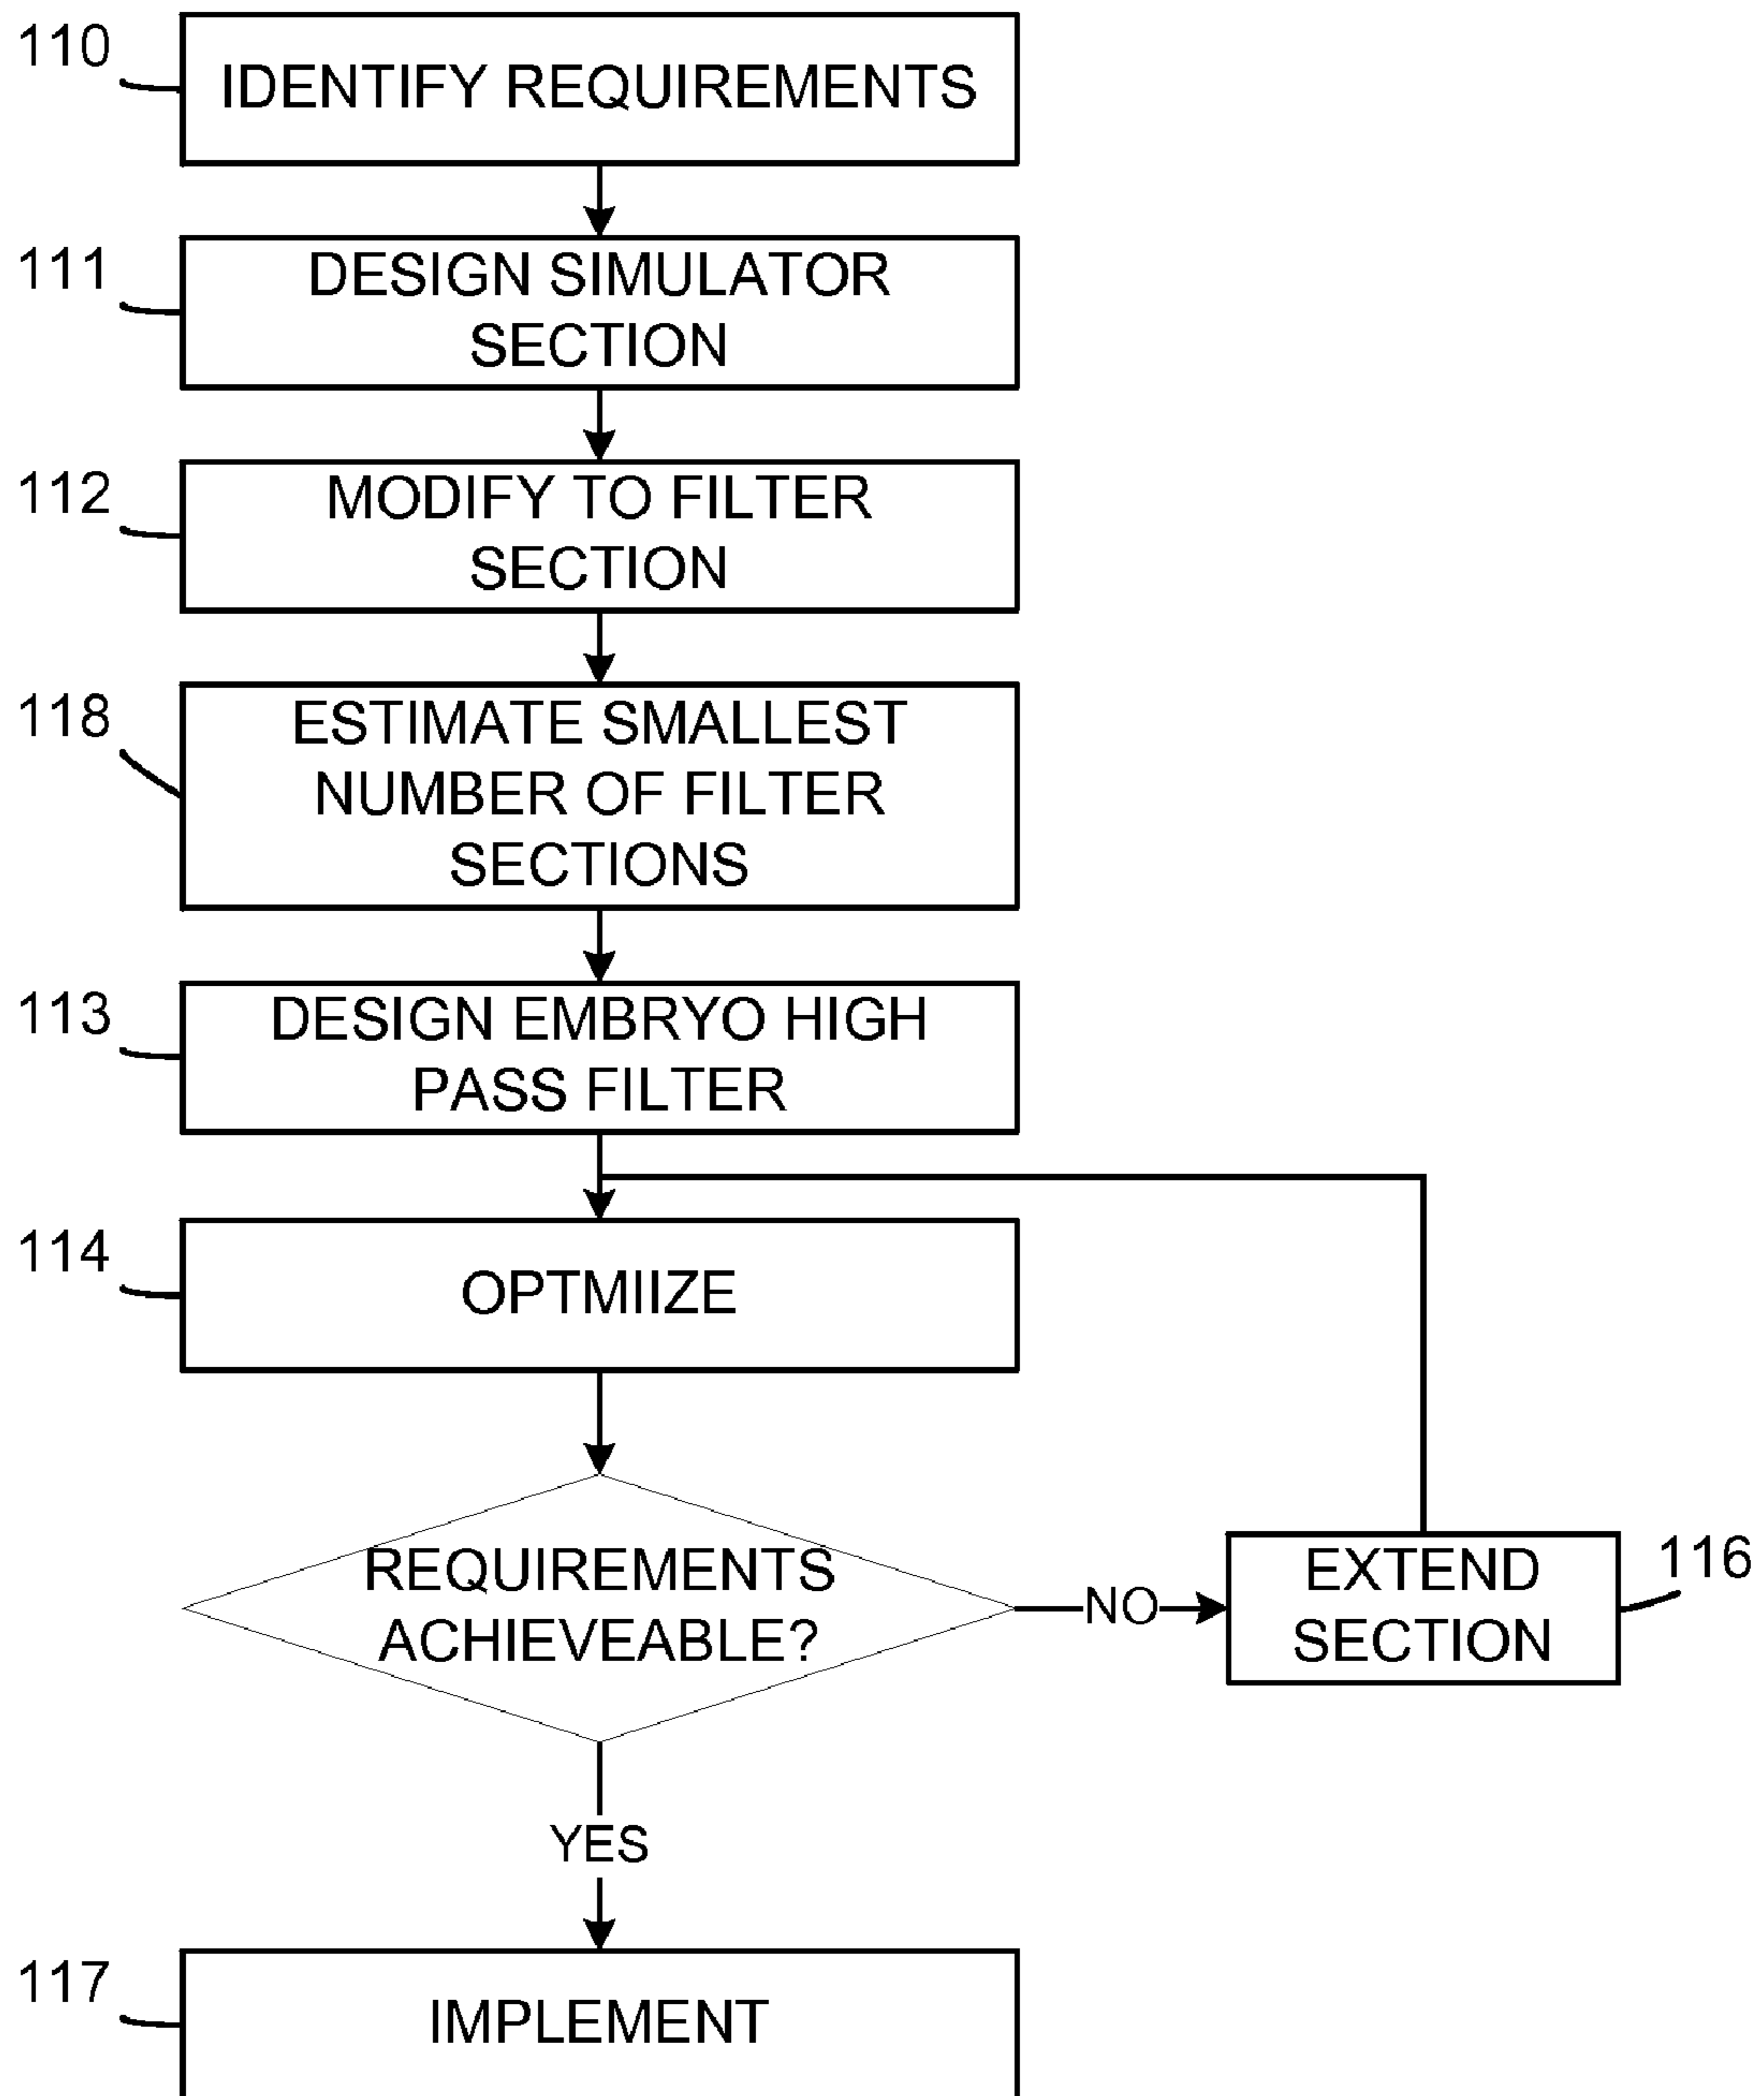 110
IDENTIFY REQUIREMENTS
111
DESIGN SIMULATOR
SECTION
112
MODIFY TO FILTER
SECTION
118
ESTIMATE SMALLEST
NUMBER OF FILTER
SECTIONS
113
DESIGN EMBRYO HIGH
PASS FILTER
114
OPTMIIZE
REQUIREMENTS
ACHIEVEABLE?
NO
EXTEND
SECTION
116
YES
117
IMPLEMENT